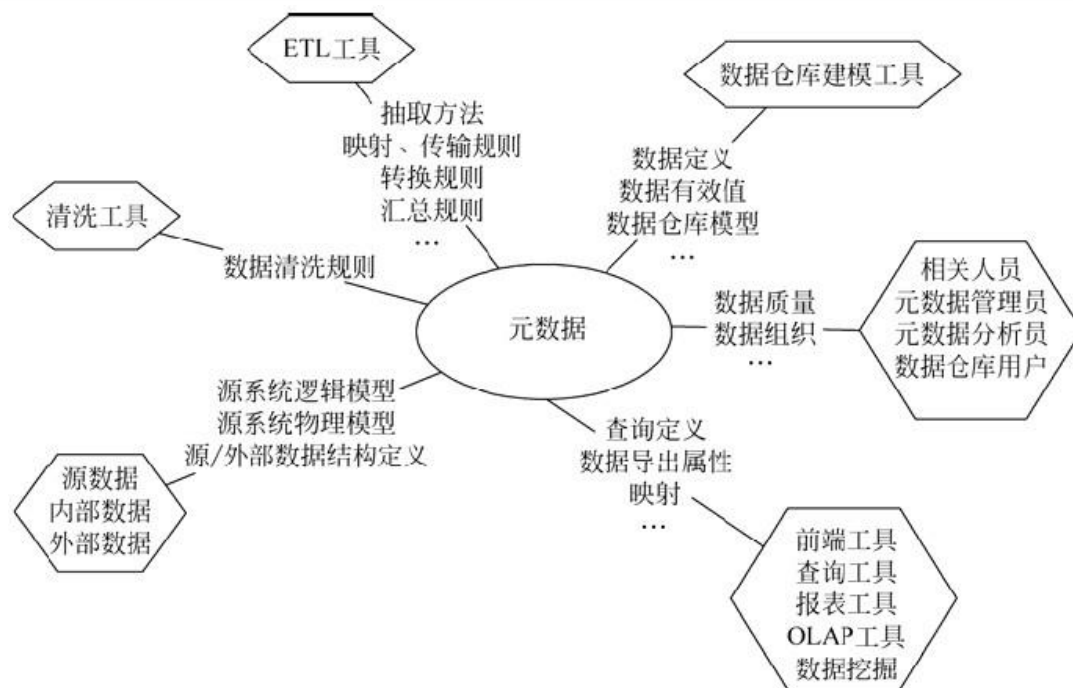 ETL工具
抽取方法
映射、传输规则
转换规则
汇总规则
…
数据仓库建模工具
数据定义
数据有效值
数据仓库模型
…
清洗工具
数据清洗规则
元数据
数据质量
数据组织
…
相关人员
元数据管理员
元数据分析员
数据仓库用户
源系统逻辑模型
源系统物理模型
源/外部数据结构定义
源数据
内部数据
外部数据
查询定义
数据导出属性
映射
…
前端工具
查询工具
报表工具
OLAP工具
数据挖掘